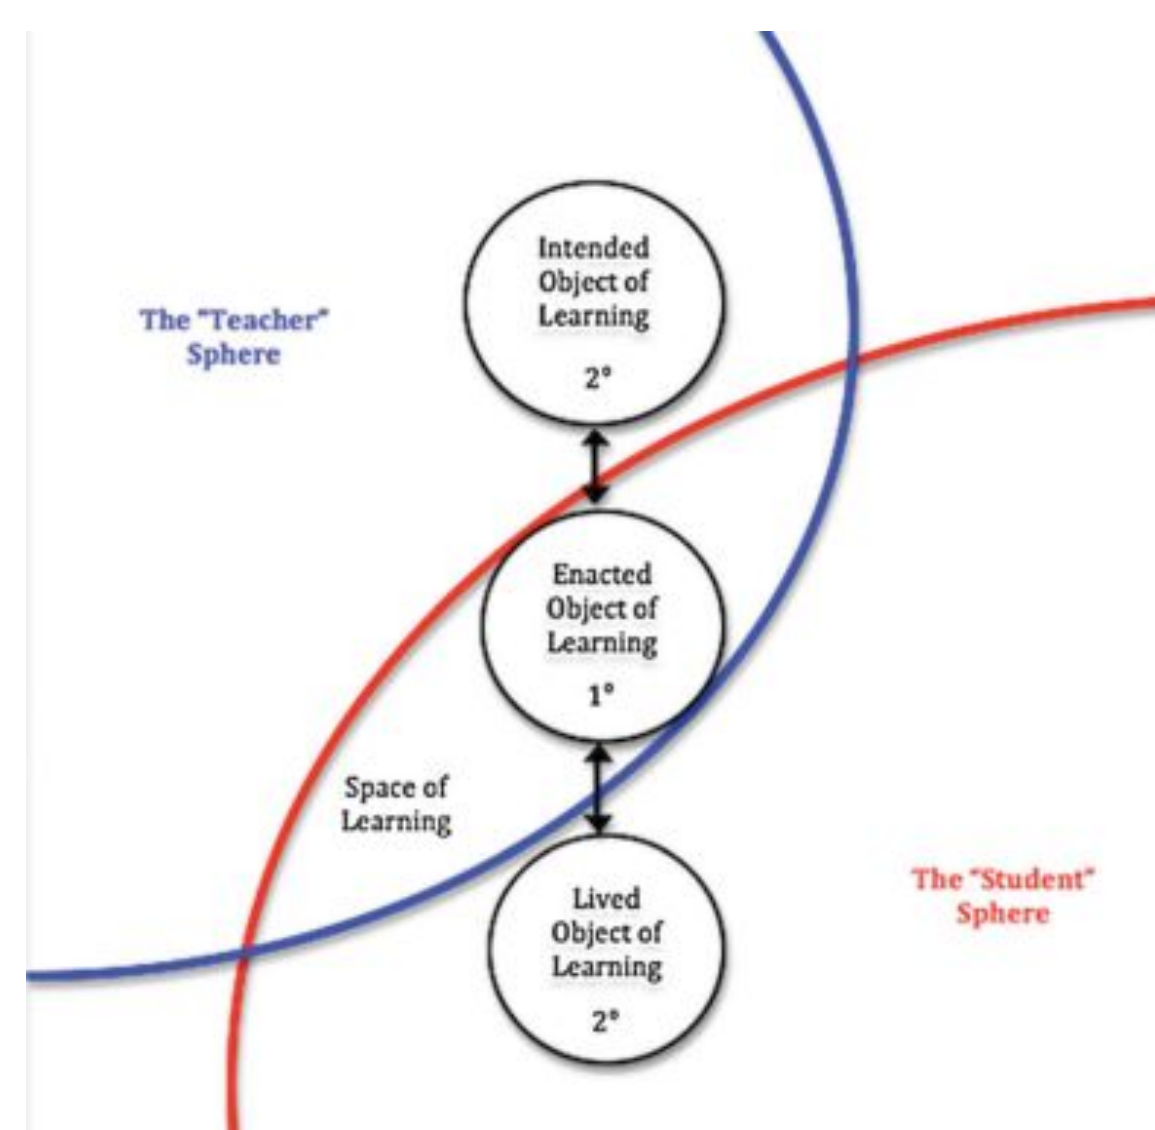 Intended
Object of
Learning
2°
The "Teacher"
Sphere
Enacted
Object of
Learning
1°
Space of
Learning
Lived
Object of
Learning
2°
The "Student"
Sphere